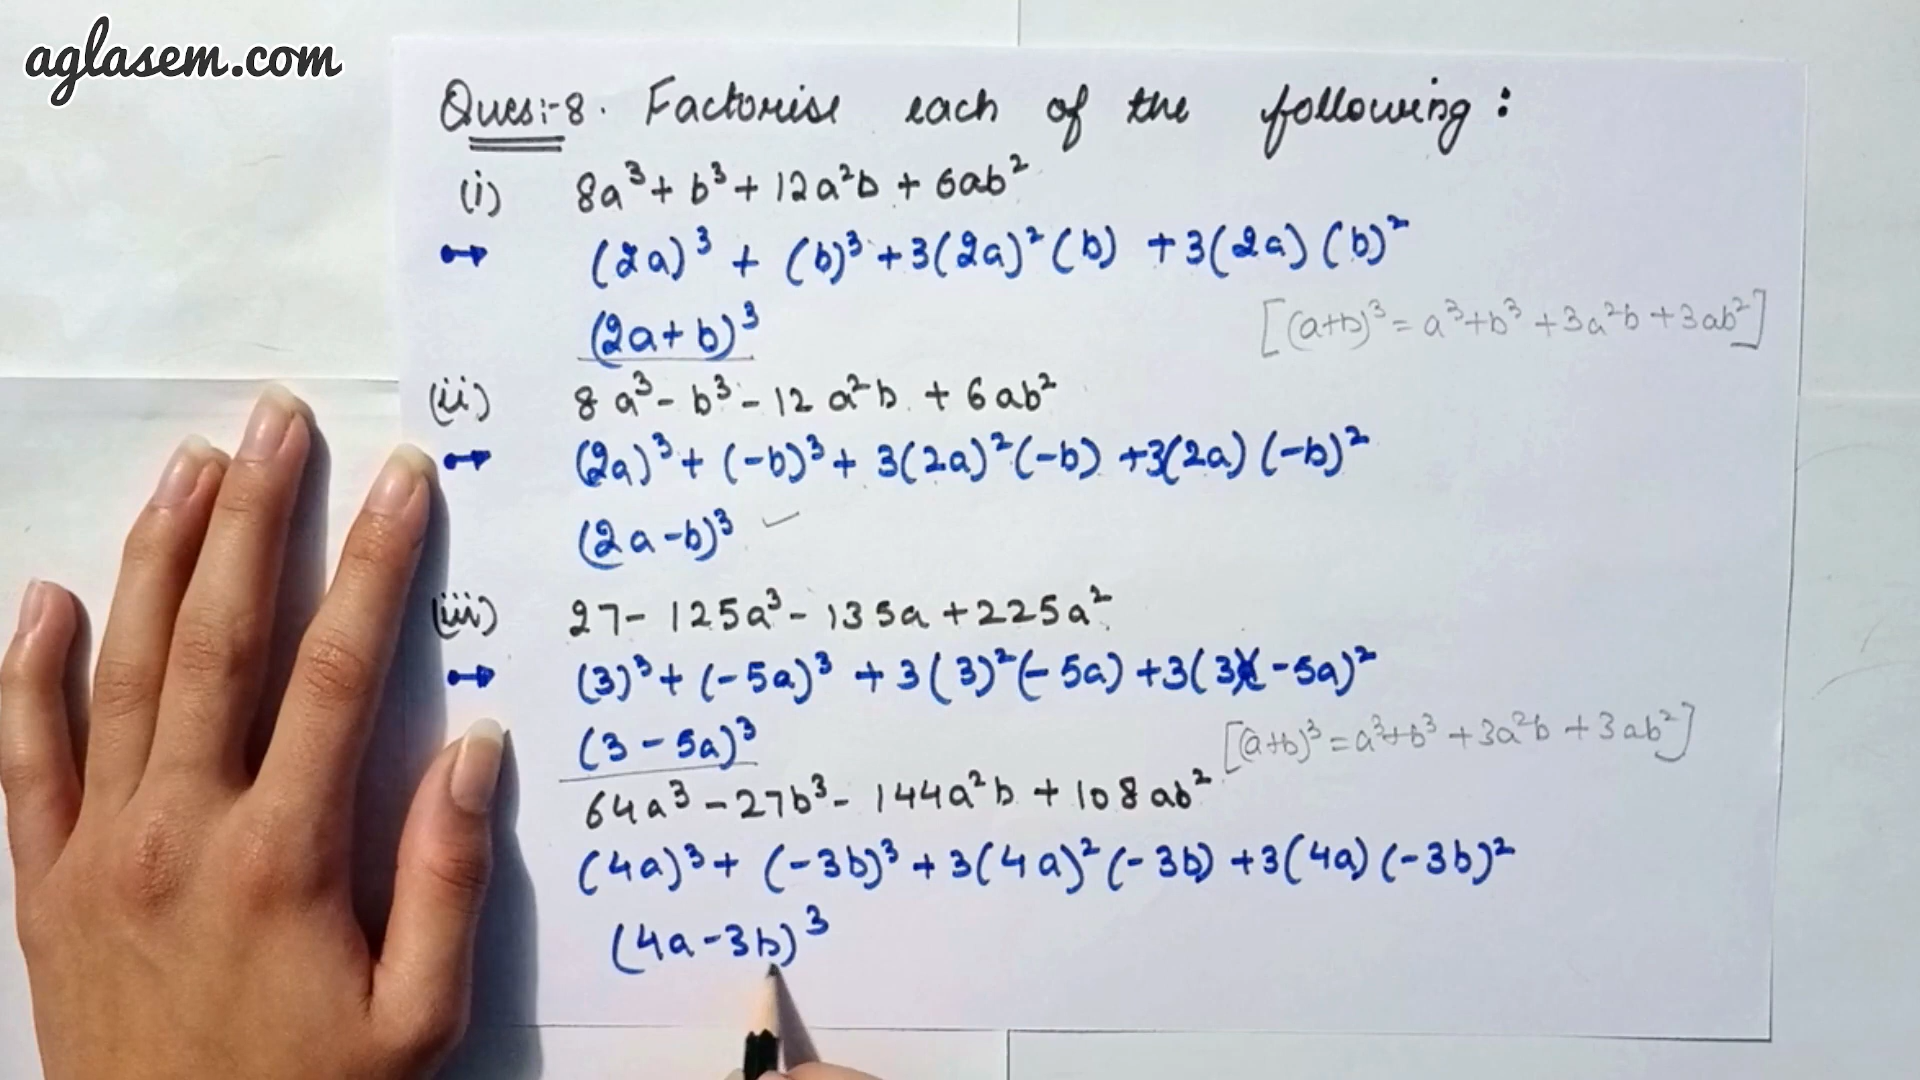 aglasem.com
Ques:-8. Factorise each of the following:
(i) 8a³ + b³ + 12a²b + 6ab²
(2a)³ + (b)³ + 3(2a)²(b) + 3(2a)(b)²
(2a+b)³
[(a+b)³ = a³+b³+3a²b+3ab²]
(ii) 8a³ - b³ - 12a²b + 6ab²
(2a)³ + (-b)³ + 3(2a)²(-b) + 3(2a)(-b)²
(2a-b)³ ✓
(iii) 27 - 125a³ - 135a + 225a²
(3)³ + (-5a)³ + 3(3)²(-5a) + 3(3)(-5a)²
(3-5a)³
[(a+b)³ = a³+b³+3a²b+3ab²]
64a³ - 27b³ - 144a²b + 108ab²
(4a)³ + (-3b)³ + 3(4a)²(-3b) + 3(4a)(-3b)²
(4a-3b)³